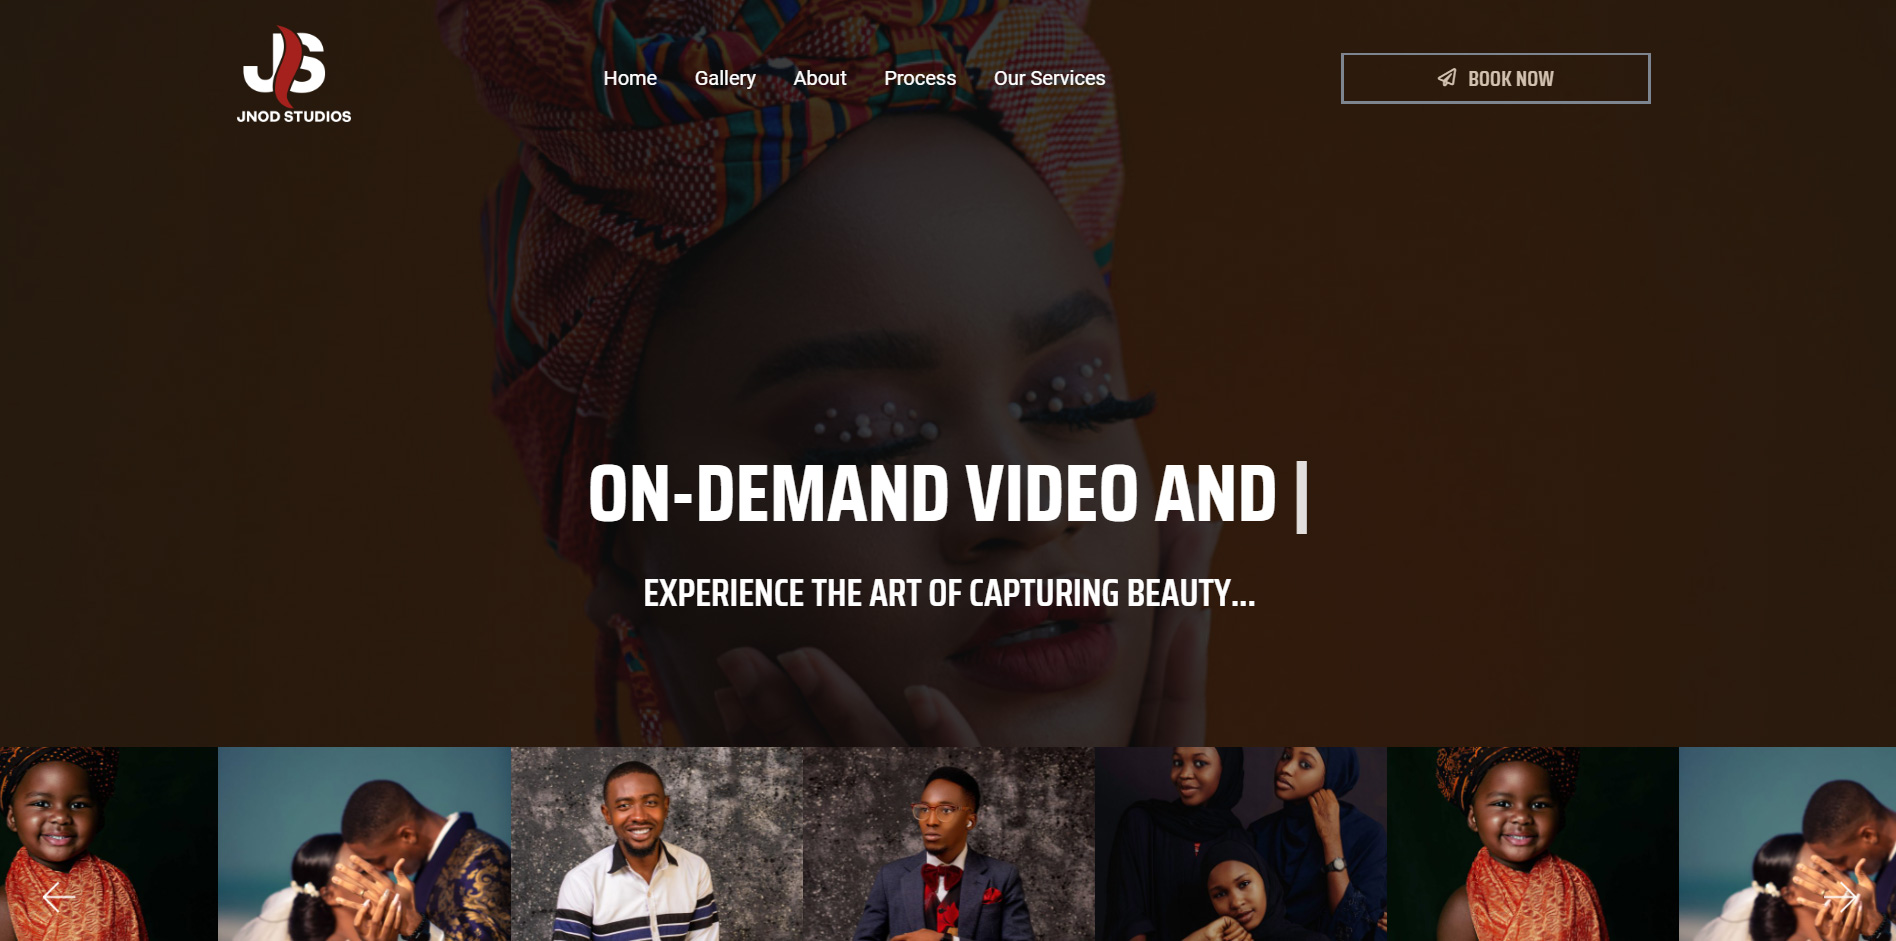 JS
JNOD STUDIOS
Home Gallery About Process Our Services
BOOK NOW
ON-DEMAND VIDEO AND |
EXPERIENCE THE ART OF CAPTURING BEAUTY...